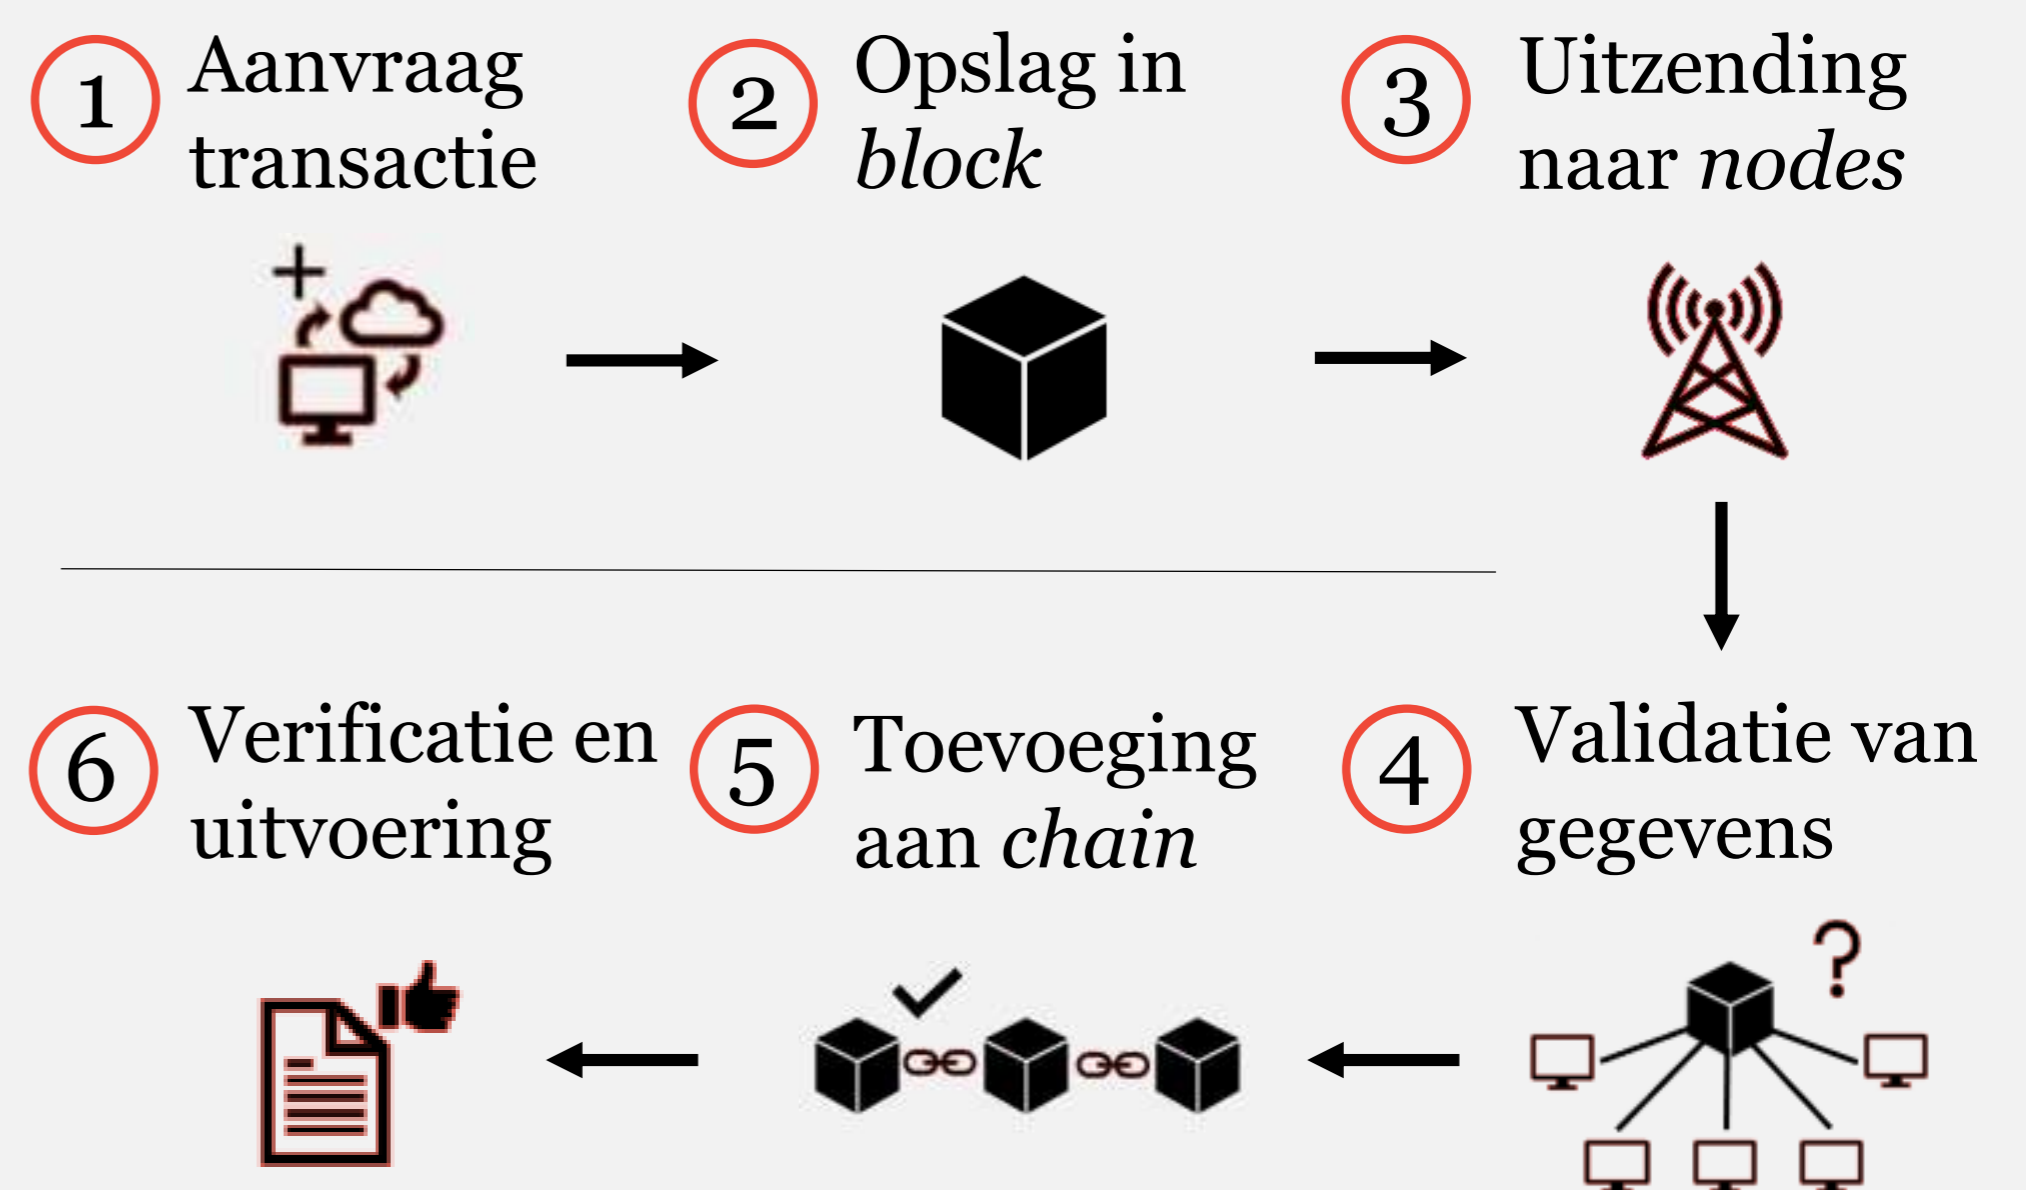 1
Aanvraag
transactie
2
Opslag in
block
3
Uitzending
naar nodes
4
Validatie van
gegevens
?
5
Toevoeging
aan chain
6
Verificatie en
uitvoering